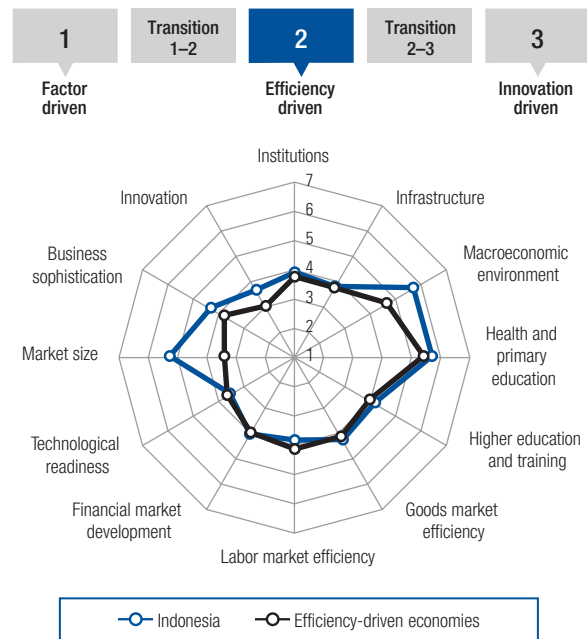 1
Transition
1–2
2
Transition
2–3
3
Factor
driven
Efficiency
driven
Innovation
driven
Institutions
Infrastructure
Macroeconomic
environment
Health and
primary
education
Higher education
and training
Goods market
efficiency
Labor market efficiency
Financial market
development
Technological
readiness
Market size
Business
sophistication
Innovation
7
6
5
4
3
2
1
Indonesia
Efficiency-driven economies